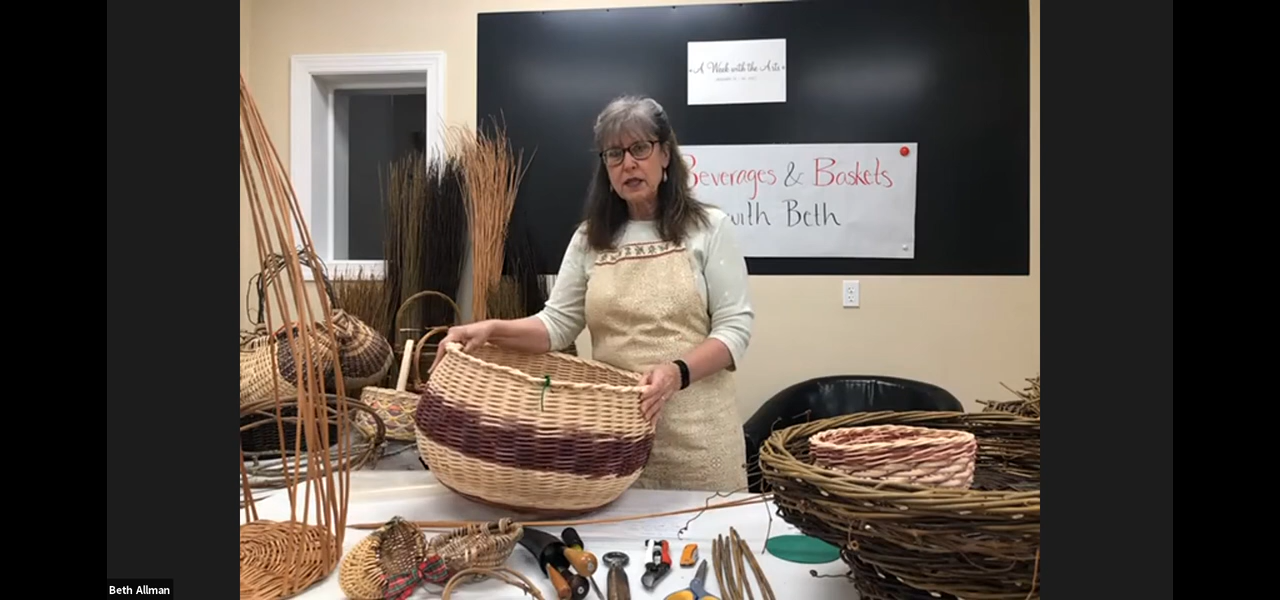 A Week with the Arts
Beverages & Baskets
with Beth
Beth Allman